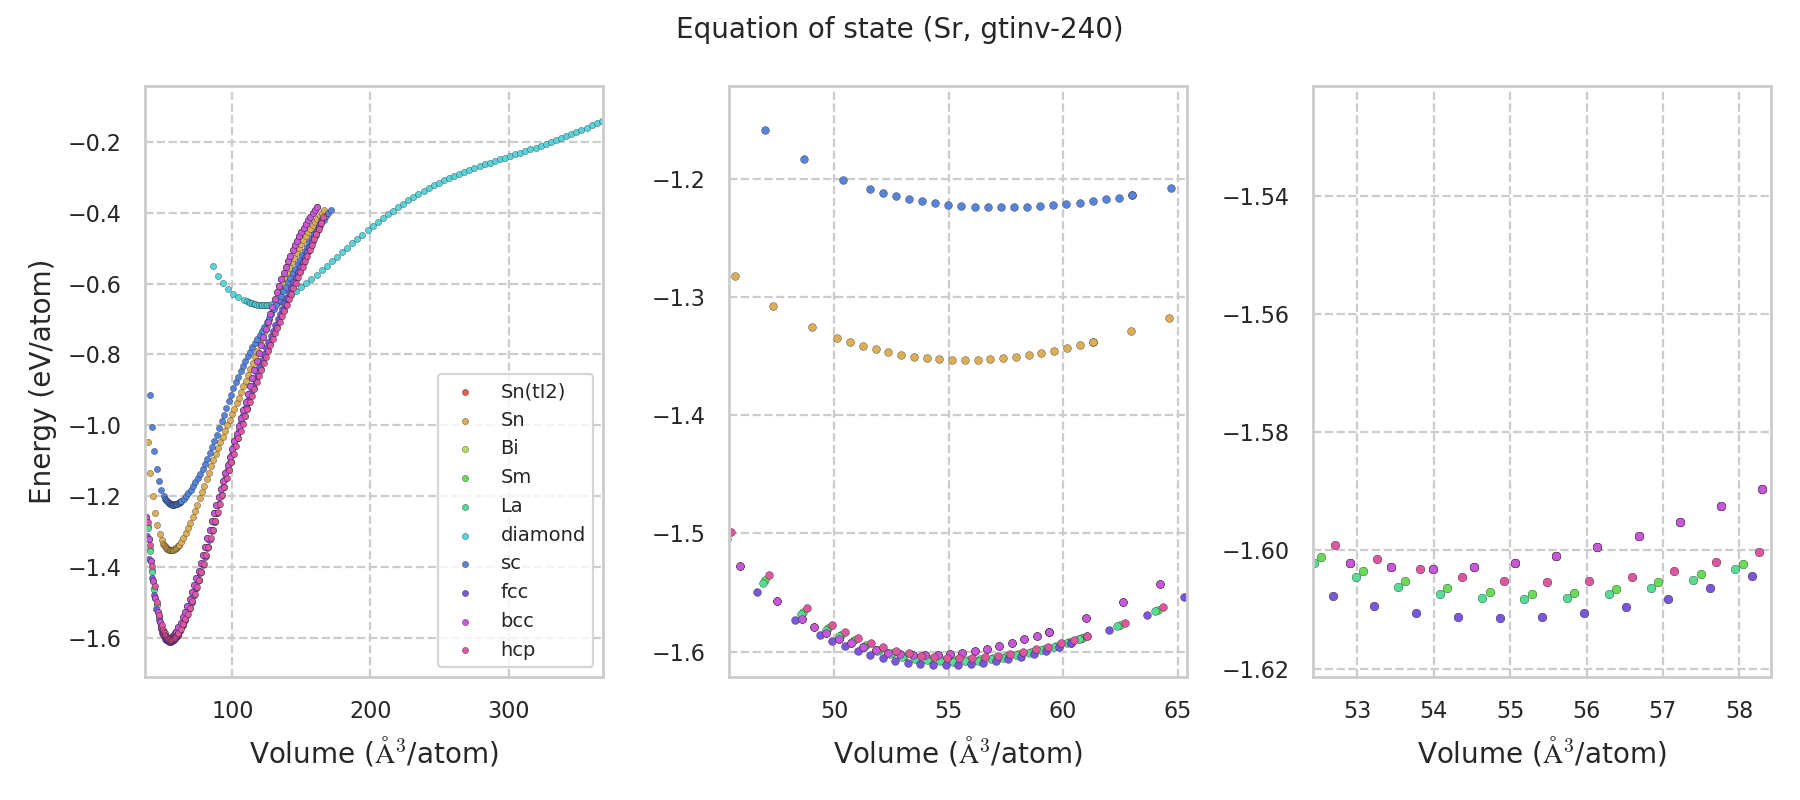 Equation of state (Sr, gtinv-240)
Energy (eV/atom)
−0.2
−0.4
−0.6
−0.8
−1.0
−1.2
−1.4
−1.6
100
200
300
Volume (Å³/atom)
Sn(tI2)
Sn
Bi
Sm
La
diamond
sc
fcc
bcc
hcp
−1.2
−1.3
−1.4
−1.5
−1.6
50
55
60
65
Volume (Å³/atom)
−1.54
−1.56
−1.58
−1.60
−1.62
53
54
55
56
57
58
Volume (Å³/atom)